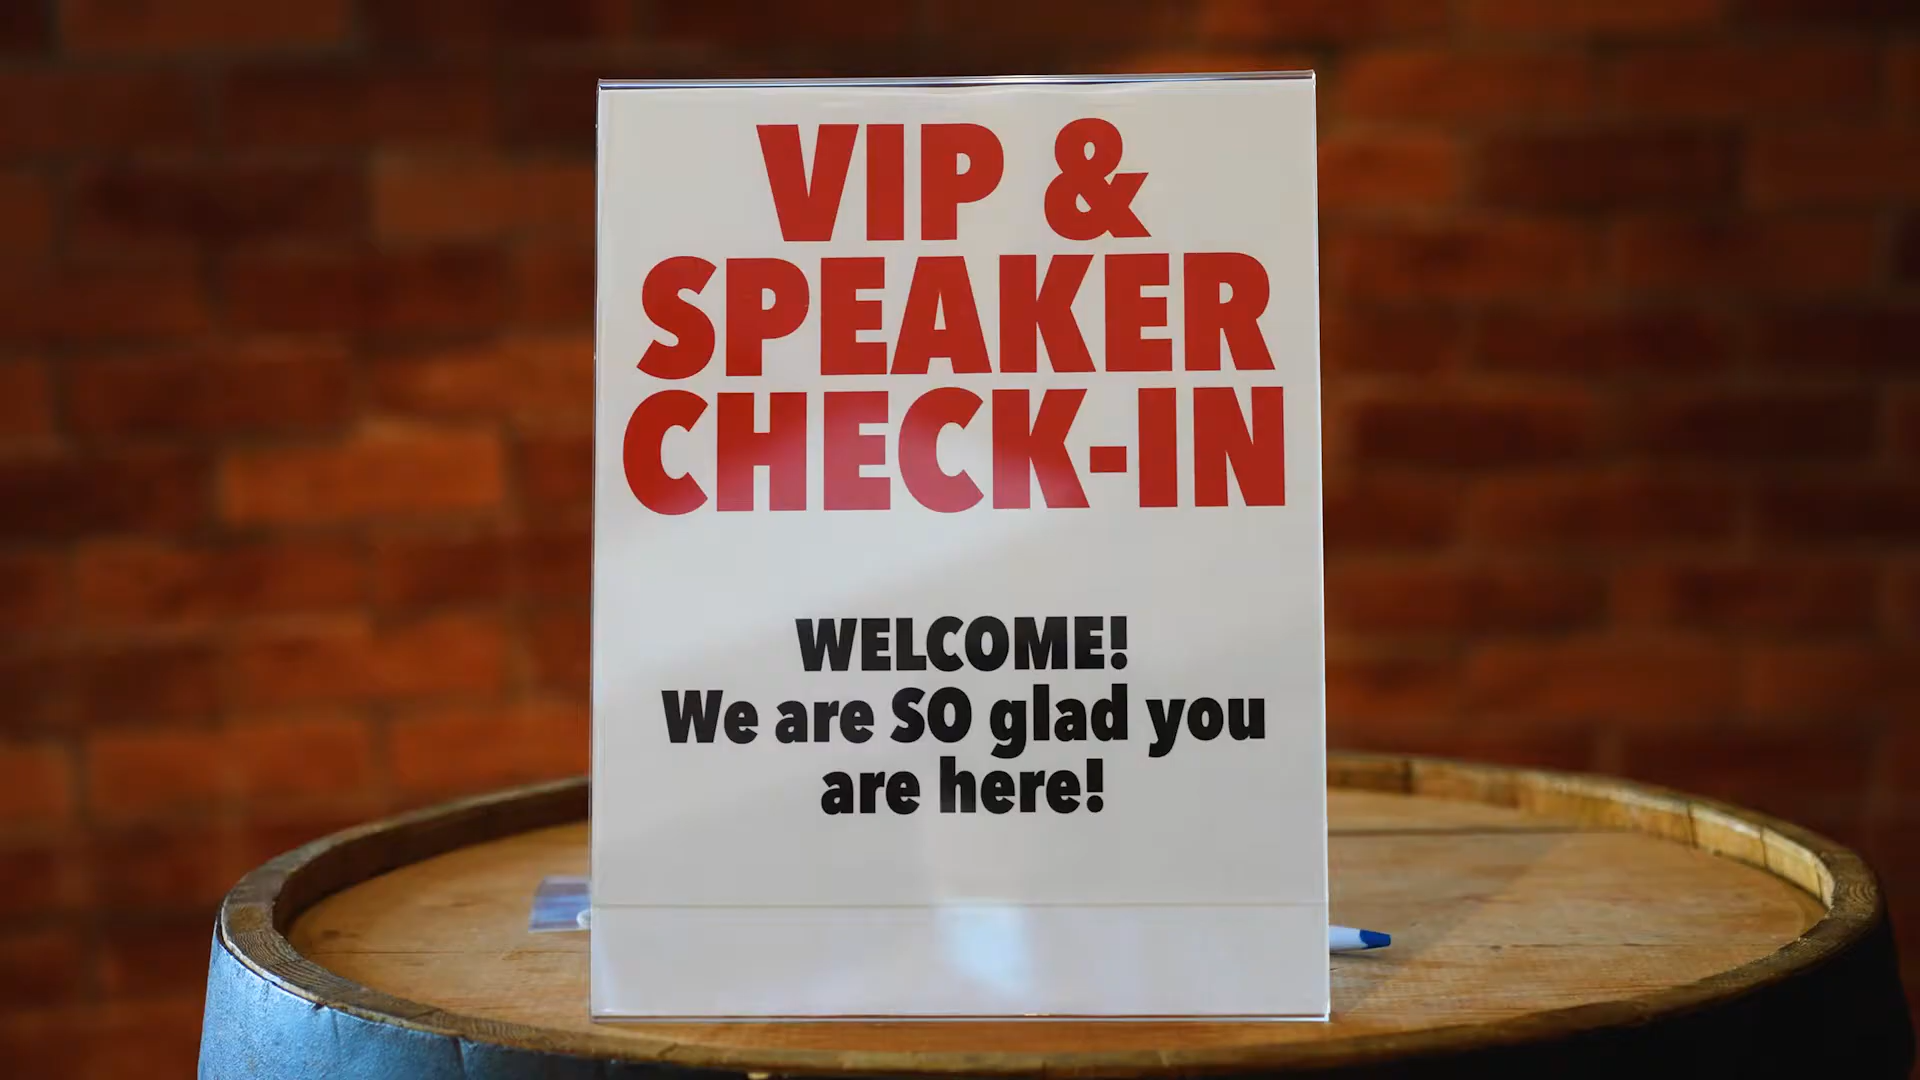 VIP &
SPEAKER
CHECK-IN
WELCOME!
We are SO glad you
are here!